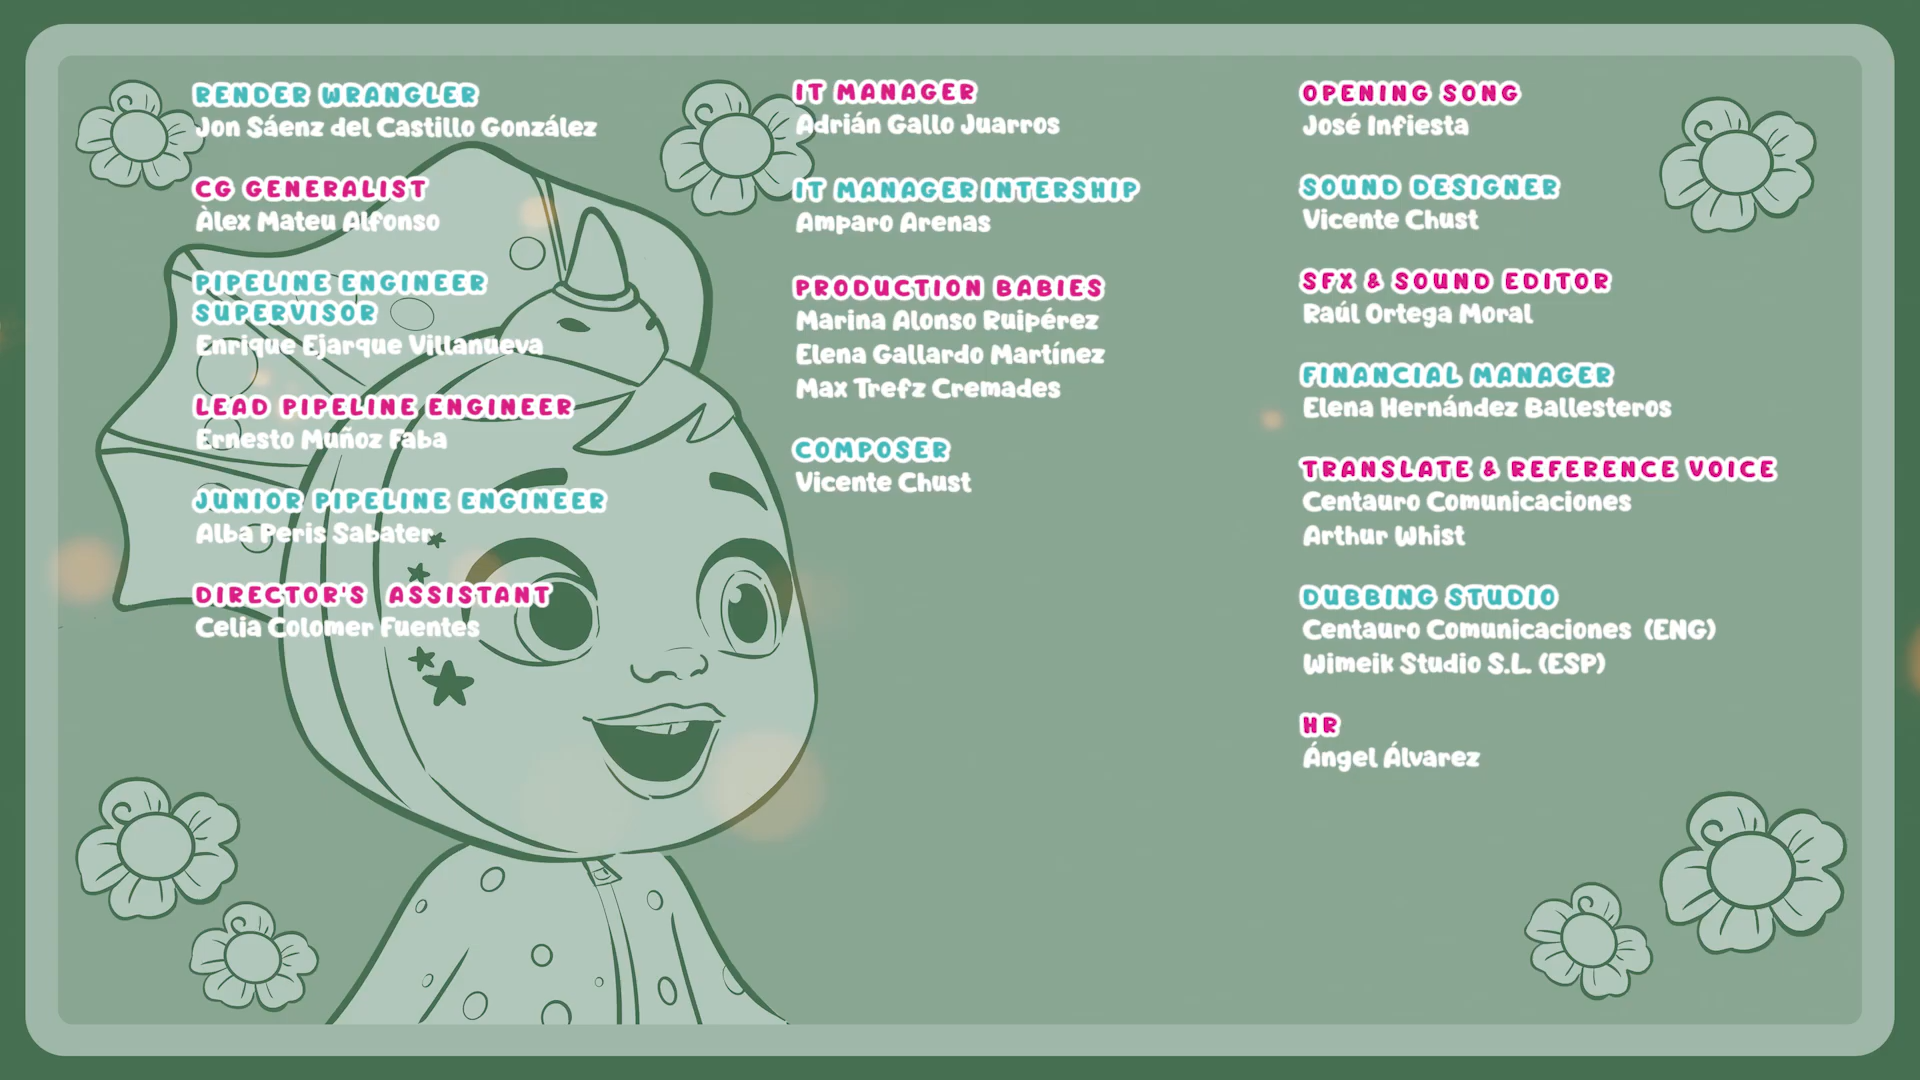 RENDER WRANGLER
Jon Sáenz del Castillo González
CG GENERALIST
Àlex Mateu Alfonso
PIPELINE ENGINEER
SUPERVISOR
Enrique Ejarque Villanueva
LEAD PIPELINE ENGINEER
Ernesto Muñoz Faba
JUNIOR PIPELINE ENGINEER
Alba Peris Sabater
DIRECTOR'S ASSISTANT
Celia Colomer Fuentes
IT MANAGER
Adrián Gallo Juarros
IT MANAGER INTERSHIP
Amparo Arenas
PRODUCTION BABIES
Marina Alonso Ruipérez
Elena Gallardo Martínez
Max Trefz Cremades
COMPOSER
Vicente Chust
OPENING SONG
José Infiesta
SOUND DESIGNER
Vicente Chust
SFX & SOUND EDITOR
Raúl Ortega Moral
FINANCIAL MANAGER
Elena Hernández Ballesteros
TRANSLATE & REFERENCE VOICE
Centauro Comunicaciones
Arthur Whist
DUBBING STUDIO
Centauro Comunicaciones (ENG)
Wimeik Studio S.L. (ESP)
HR
Ángel Álvarez